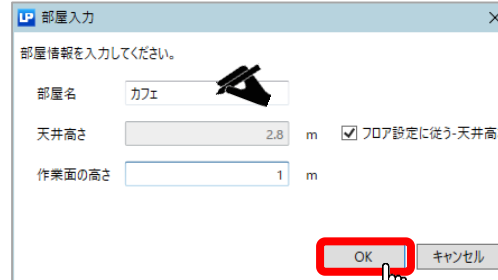 LP 部屋入力
部屋情報を入力してください。
部屋名 カフェ
天井高さ 2.8 m フロア設定に従う-天井高
作業面の高さ 1 m
OK キャンセル